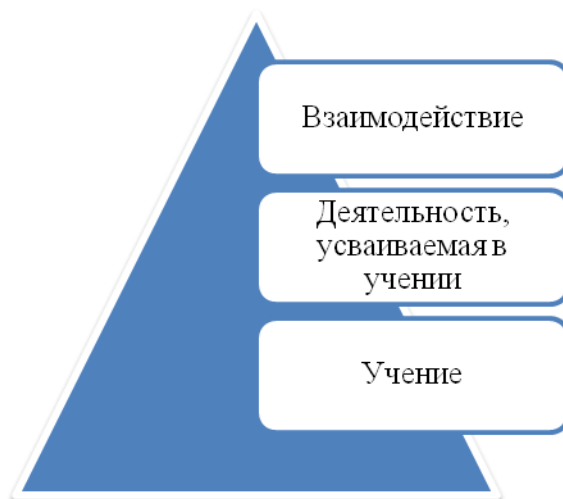 Взаимодействие
Деятельность,
усваиваемая в
учении
Учение